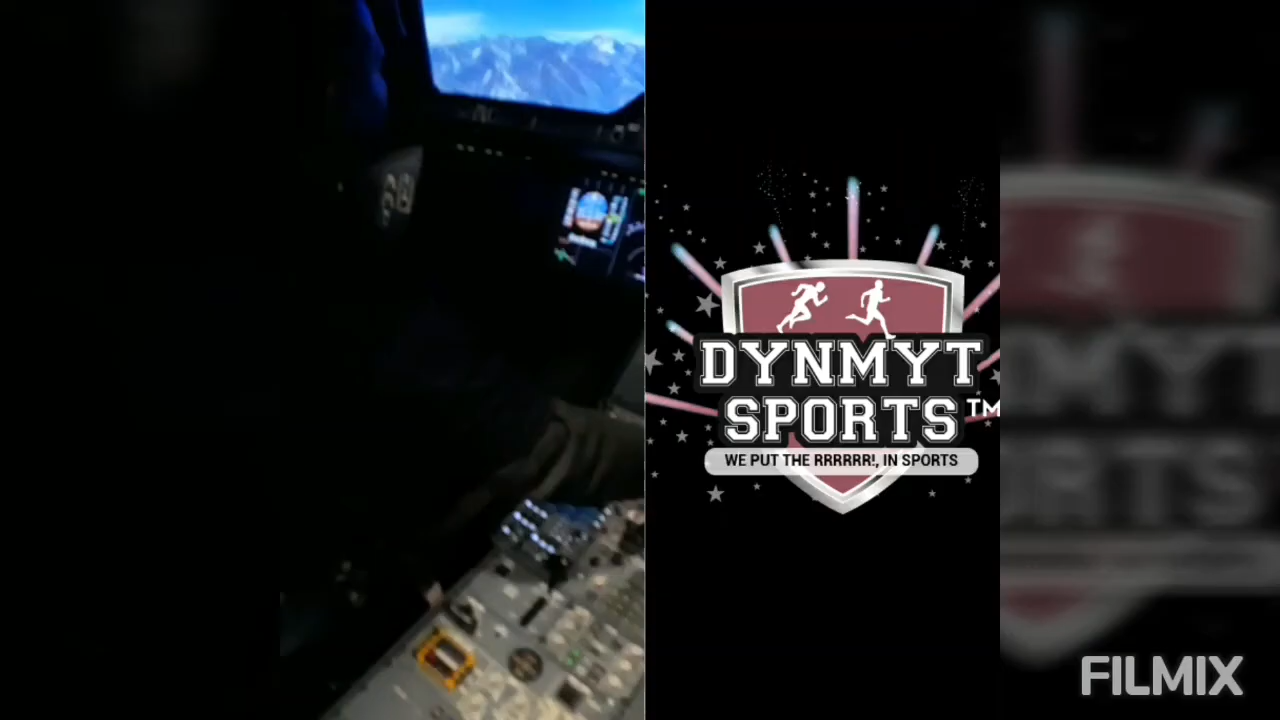 DYNMYT
SPORTS™
WE PUT THE RRRRRR!, IN SPORTS
FILMIX